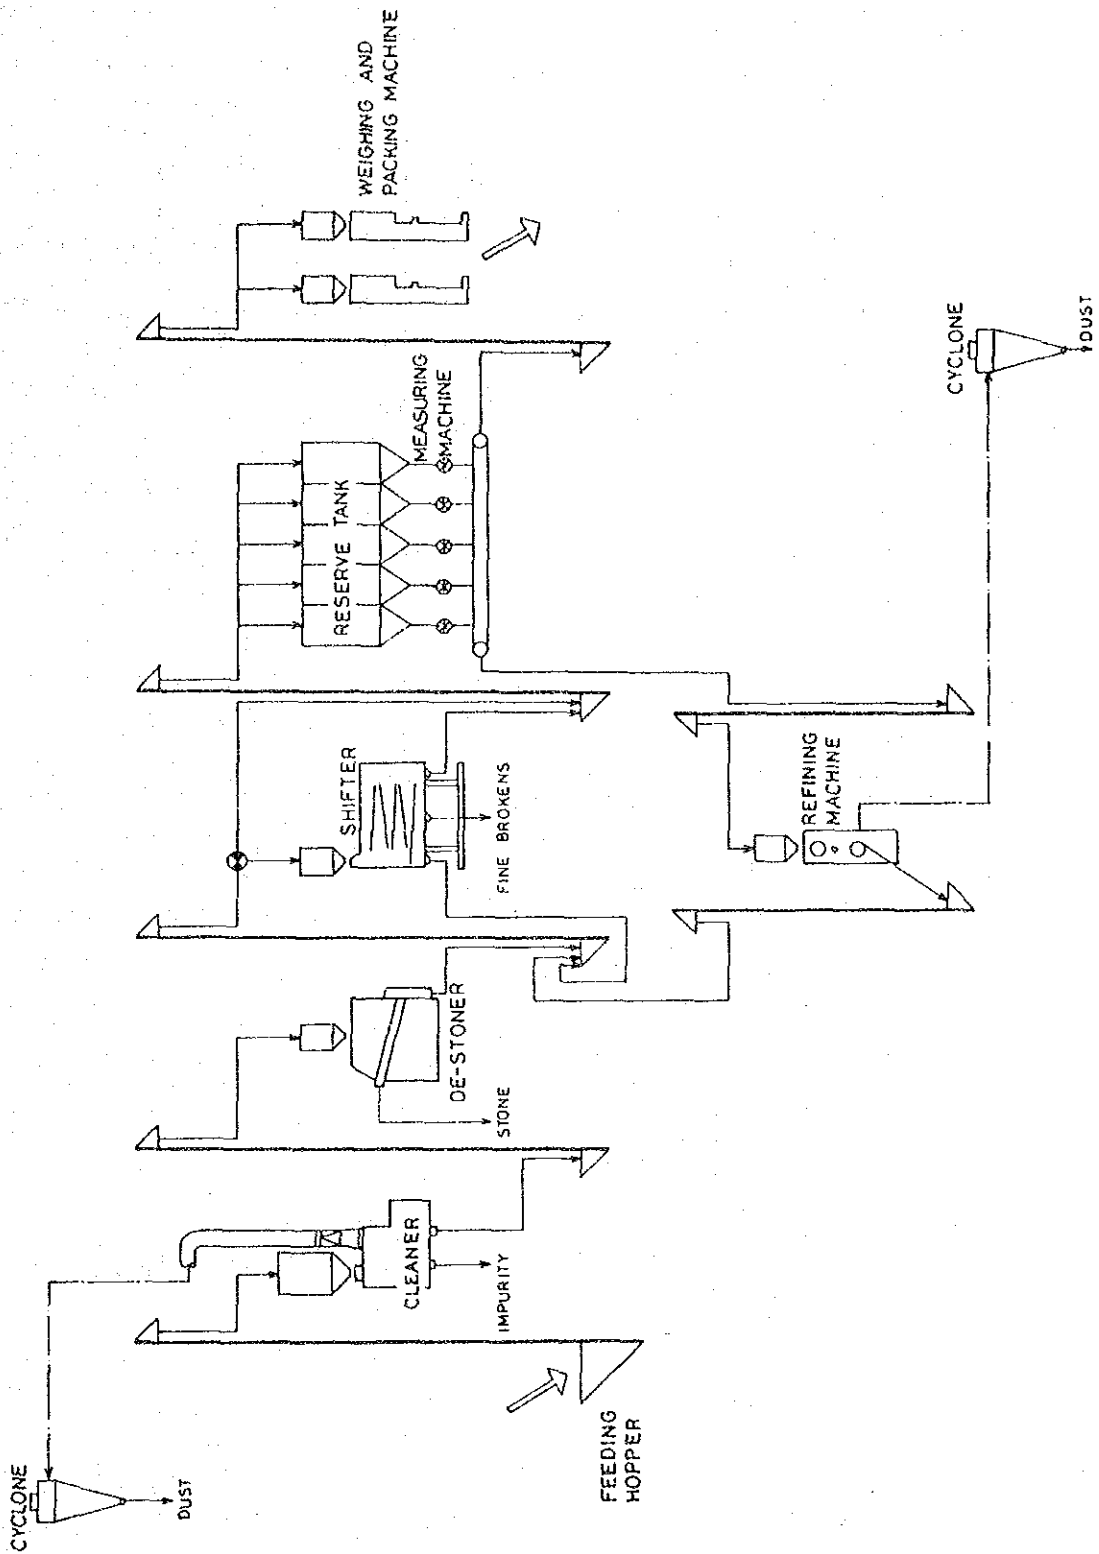 CYCLONE
DUST
FEEDING
HOPPER
CLEANER
IMPURITY
DE-STONER
STONE
SHIFTER
FINE BROKENS
RESERVE TANK
MEASURING
MACHINE
WEIGHING AND
PACKING MACHINE
REFINING
MACHINE
CYCLONE
DUST